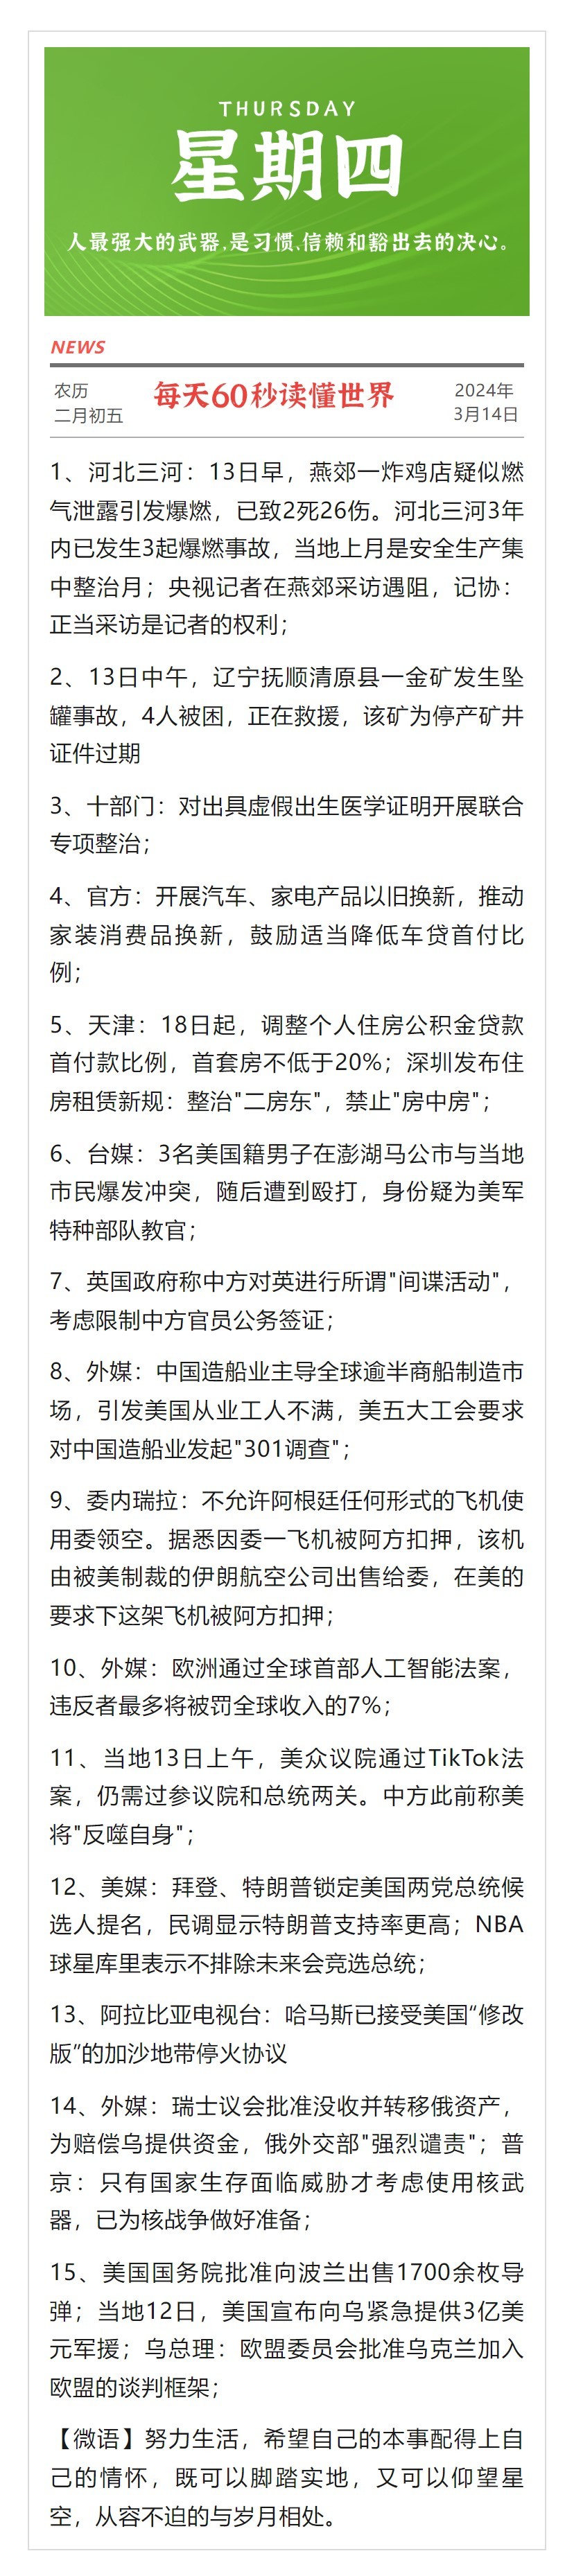 THURSDAY
星期四
人最强大的武器,是习惯、信赖和豁出去的决心。
NEWS
农历
二月初五
每天60秒读懂世界
2024年
3月14日
1、河北三河：13日早，燕郊一炸鸡店疑似燃
气泄露引发爆燃，已致2死26伤。河北三河3年
内已发生3起爆燃事故，当地上月是安全生产集
中整治月；央视记者在燕郊采访遇阻，记协：
正当采访是记者的权利；
2、13日中午，辽宁抚顺清原县一金矿发生坠
罐事故，4人被困，正在救援，该矿为停产矿井
证件过期
3、十部门：对出具虚假出生医学证明开展联合
专项整治；
4、官方：开展汽车、家电产品以旧换新，推动
家装消费品换新，鼓励适当降低车贷首付比
例；
5、天津：18日起，调整个人住房公积金贷款
首付款比例，首套房不低于20%；深圳发布住
房租赁新规：整治"二房东"，禁止"房中房"；
6、台媒：3名美国籍男子在澎湖马公市与当地
市民爆发冲突，随后遭到殴打，身份疑为美军
特种部队教官；
7、英国政府称中方对英进行所谓"间谍活动"，
考虑限制中方官员公务签证；
8、外媒：中国造船业主导全球逾半商船制造市
场，引发美国从业工人不满，美五大工会要求
对中国造船业发起"301调查"；
9、委内瑞拉：不允许阿根廷任何形式的飞机使
用委领空。据悉因委一飞机被阿方扣押，该机
由被美制裁的伊朗航空公司出售给委，在美的
要求下这架飞机被阿方扣押；
10、外媒：欧洲通过全球首部人工智能法案，
违反者最多将被罚全球收入的7%；
11、当地13日上午，美众议院通过TikTok法
案，仍需过参议院和总统两关。中方此前称美
将"反噬自身"；
12、美媒：拜登、特朗普锁定美国两党总统候
选人提名，民调显示特朗普支持率更高；NBA
球星库里表示不排除未来会竞选总统；
13、阿拉比亚电视台：哈马斯已接受美国“修改
版”的加沙地带停火协议
14、外媒：瑞士议会批准没收并转移俄资产，
为赔偿乌提供资金，俄外交部"强烈谴责"；普
京：只有国家生存面临威胁才考虑使用核武
器，已为核战争做好准备；
15、美国国务院批准向波兰出售1700余枚导
弹；当地12日，美国宣布向乌紧急提供3亿美
元军援；乌总理：欧盟委员会批准乌克兰加入
欧盟的谈判框架；
【微语】努力生活，希望自己的本事配得上自
己的情怀，既可以脚踏实地，又可以仰望星
空，从容不迫的与岁月相处。